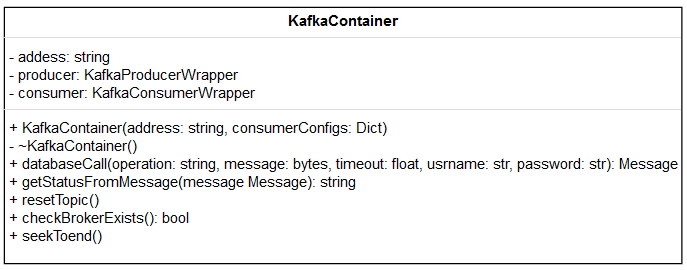 KafkaContainer
- addess: string
- producer: KafkaProducerWrapper
- consumer: KafkaConsumerWrapper
+ KafkaContainer(address: string, consumerConfigs: Dict)
- ~KafkaContainer()
+ databaseCall(operation: string, message: bytes, timeout: float, usrname: str, password: str): Message
+ getStatusFromMessage(message Message): string
+ resetTopic()
+ checkBrokerExists(): bool
+ seekToend()